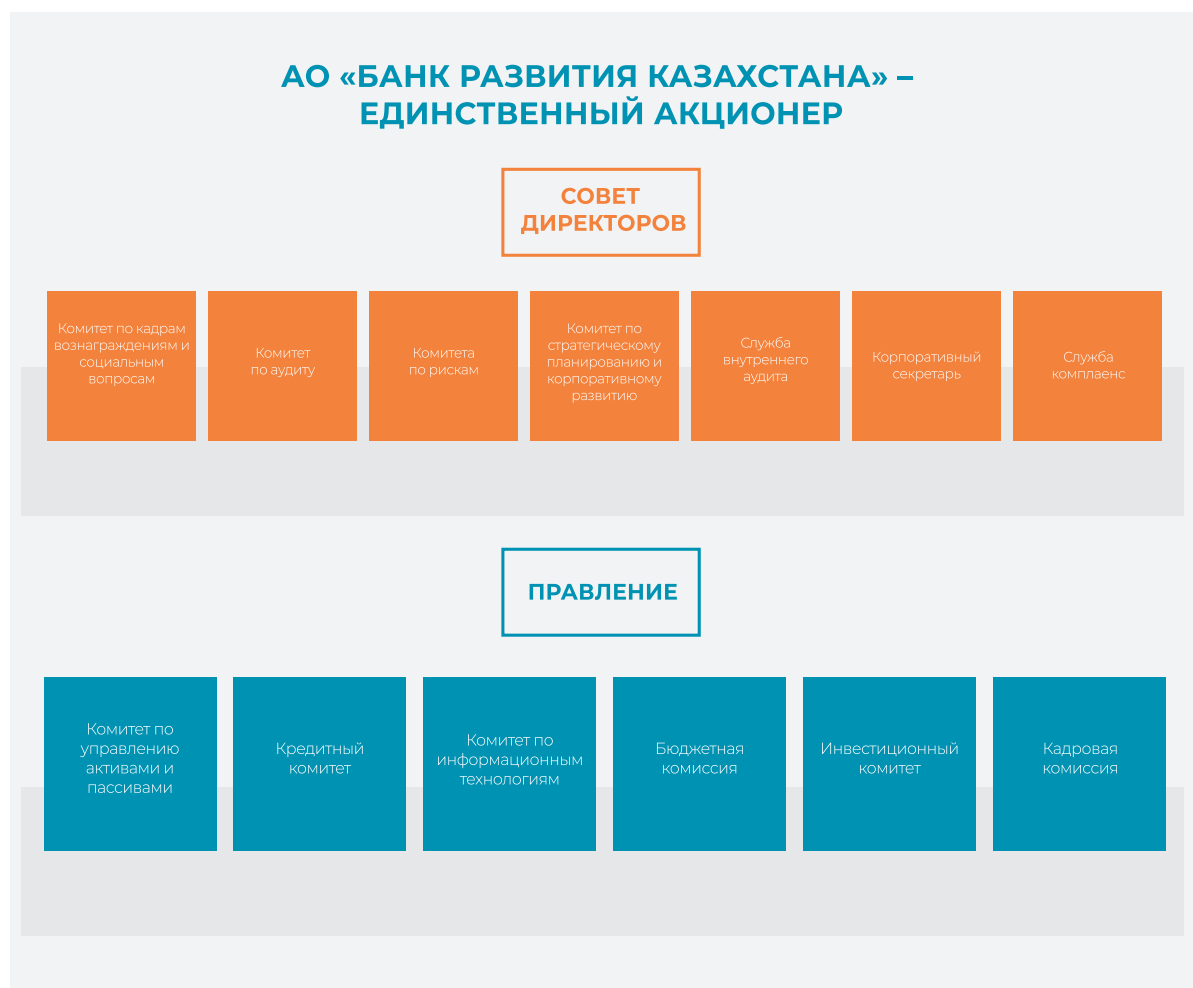 АО «БАНК РАЗВИТИЯ КАЗАХСТАНА» –
ЕДИНСТВЕННЫЙ АКЦИОНЕР
СОВЕТ
ДИРЕКТОРОВ
Комитет по кадрам
вознаграждениям и
социальным
вопросам
Комитет
по аудиту
Комитета
по рискам
Комитет по
стратегическому
планированию и
корпоративному
развитию
Служба
внутреннего
аудита
Корпоративный
секретарь
Служба
комплаенс
ПРАВЛЕНИЕ
Комитет по
управлению
активами и
пассивами
Кредитный
комитет
Комитет по
информационным
технологиям
Бюджетная
комиссия
Инвестиционный
комитет
Кадровая
комиссия